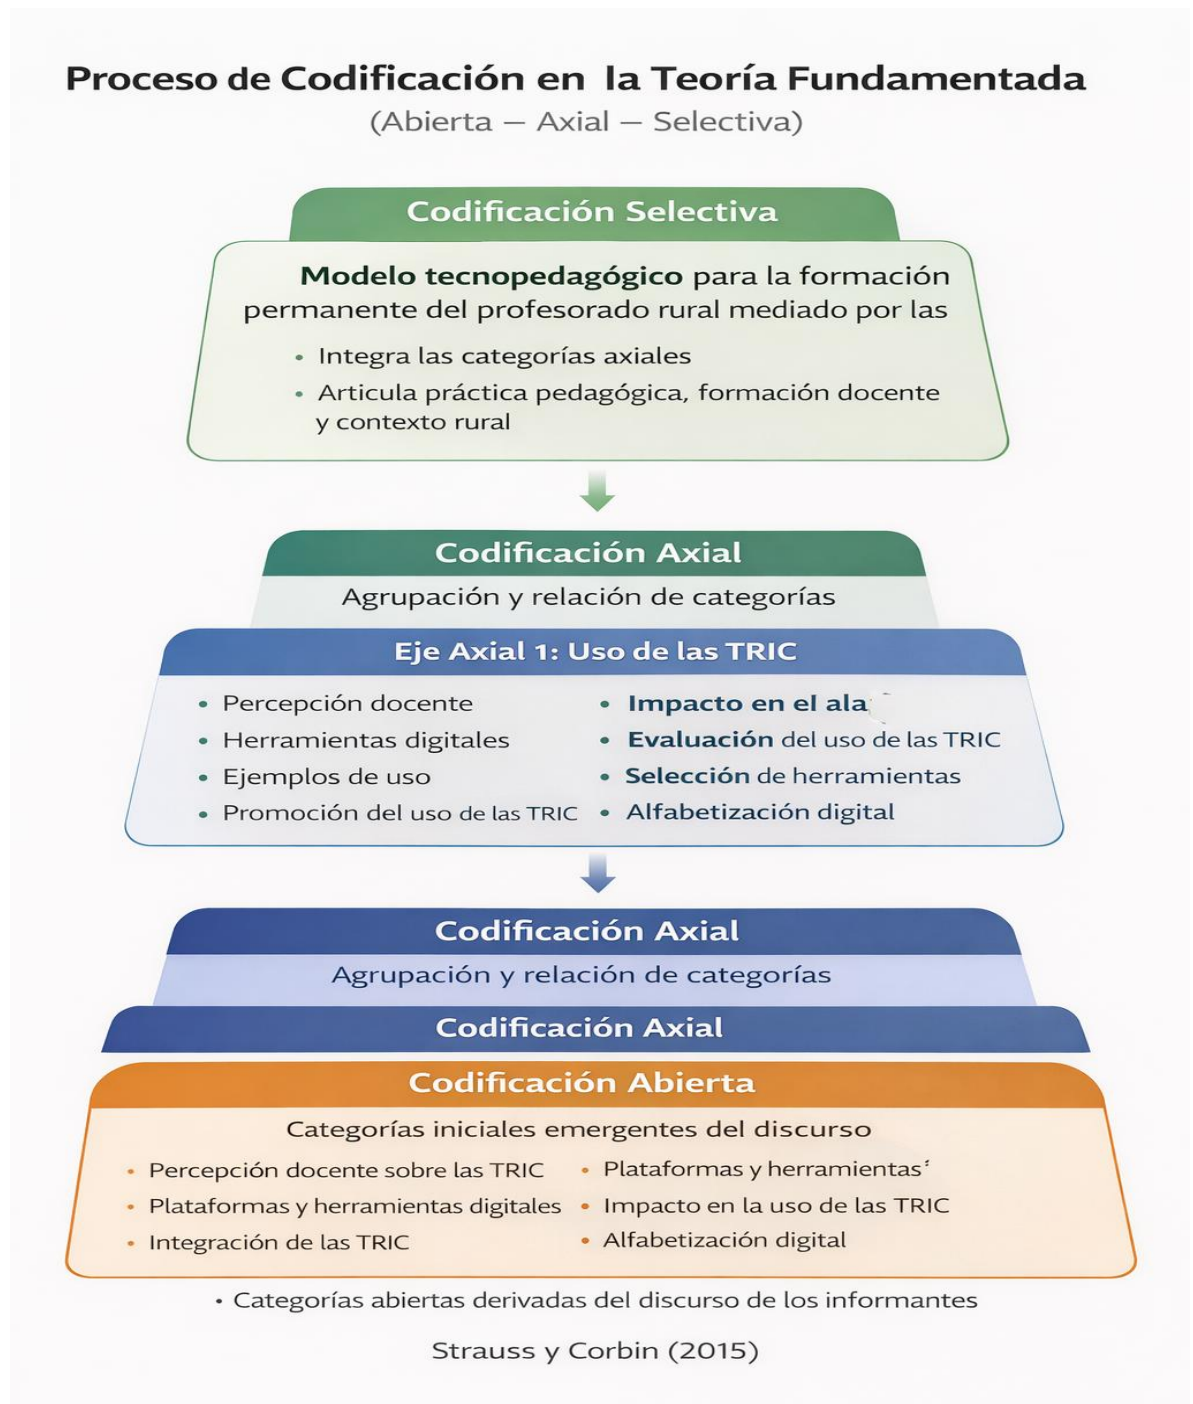 Proceso de Codificación en la Teoría Fundamentada
(Abierta – Axial – Selectiva)
Codificación Selectiva
Modelo tecnopedagógico para la formación
permanente del profesorado rural mediado por las
• Integra las categorías axiales
• Articula práctica pedagógica, formación docente
y contexto rural
Codificación Axial
Agrupación y relación de categorías
Eje Axial 1: Uso de las TRIC
• Percepción docente
• Herramientas digitales
• Ejemplos de uso
• Promoción del uso de las TRIC
• Impacto en el
• Evaluación del uso de las TRIC
• Selección de herramientas
• Alfabetización digital
Codificación Axial
Agrupación y relación de categorías
Codificación Axial
Codificación Abierta
Categorías iniciales emergentes del discurso
• Percepción docente sobre las TRIC
• Plataformas y herramientas digitales
• Integración de las TRIC
• Plataformas y herramientas
• Impacto en la uso de las TRIC
• Alfabetización digital
• Categorías abiertas derivadas del discurso de los informantes
Strauss y Corbin (2015)